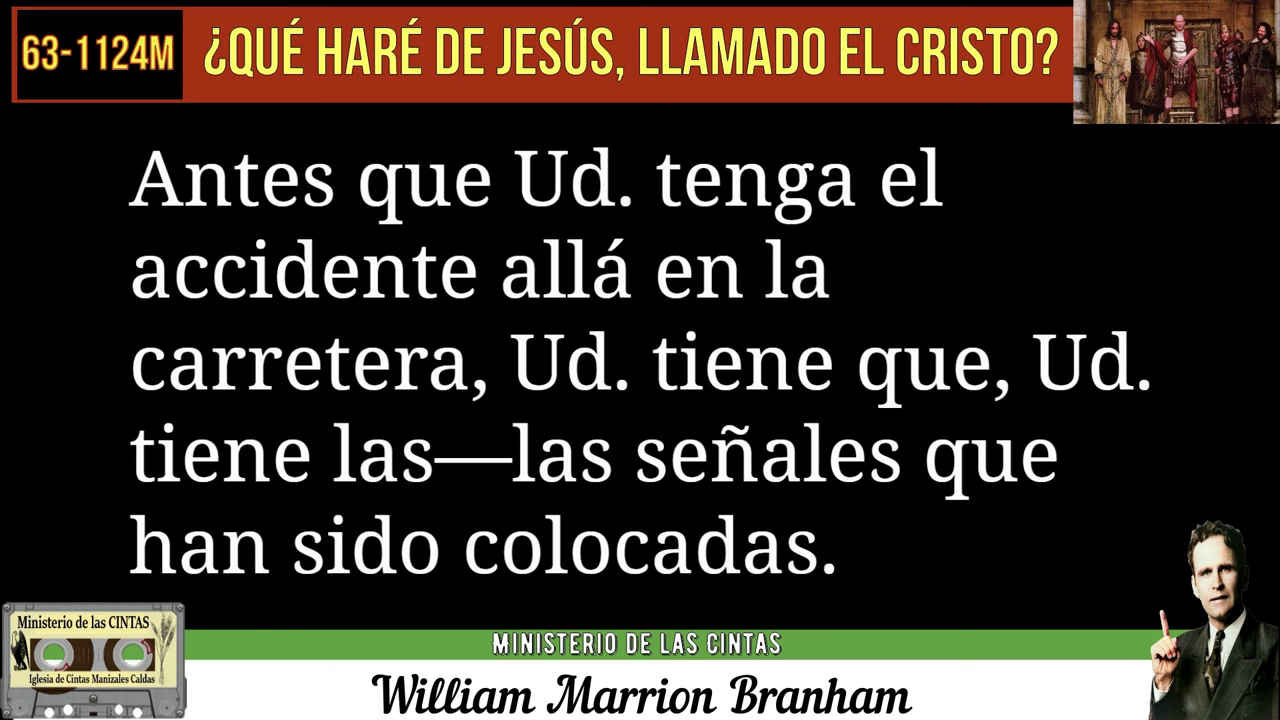 63-1124M ¿QUÉ HARÉ DE JESÚS, LLAMADO EL CRISTO?
Antes que Ud. tenga el
accidente allá en la
carretera, Ud. tiene que, Ud.
tiene las—las señales que
han sido colocadas.
Ministerio de las CINTAS
Iglesia de Cintas Manizales Caldas
MINISTERIO DE LAS CINTAS
William Marrion Branham